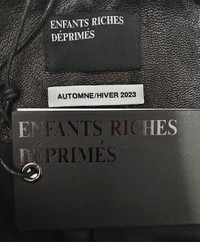 ENFANTS RICHES
DÉPRIMÉS
AUTOMNE/HIVER 2023
ENFANTS RICHES
DÉPRIMÉS